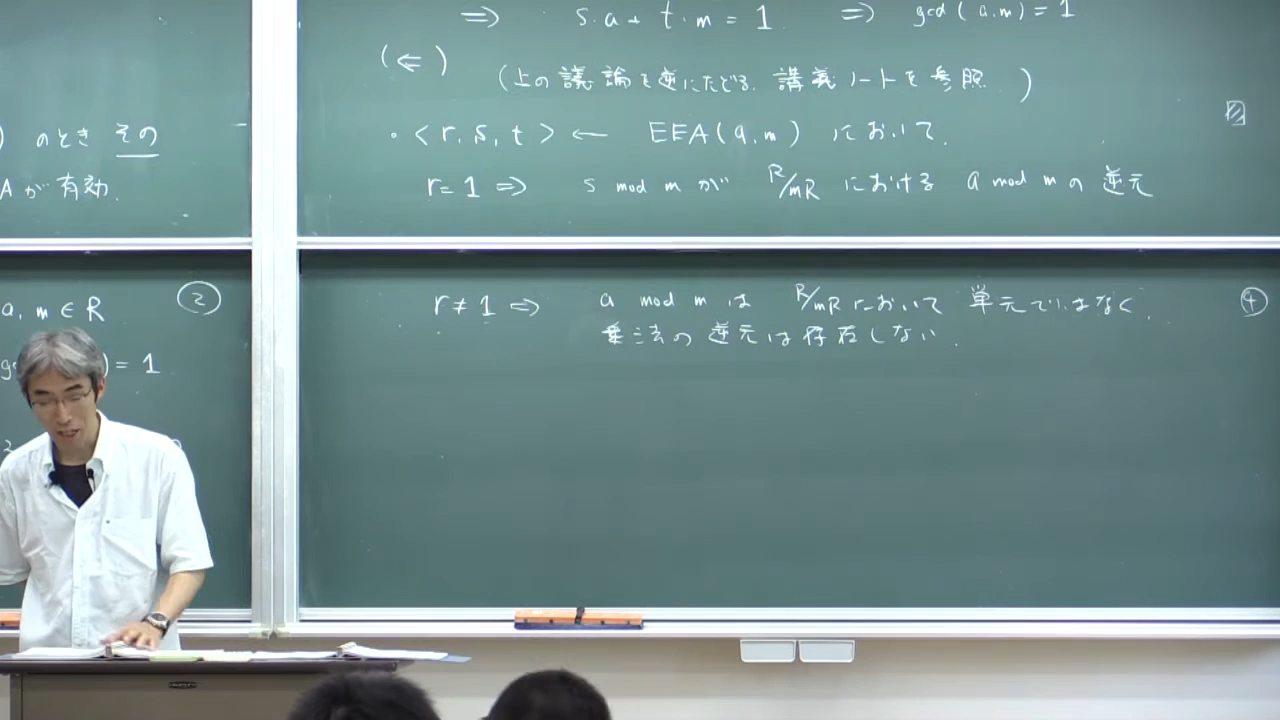 ) のとき その
Aが有効.
a, m ∈ R ②
) = 1
⇒ s·a + t·m = 1 ⇒ gcd(a, m) = 1
(⇐) (上の議論を逆にたどる. 講義ノートを参照)
・<r, s, t> ← EEA(a, m) において.
r = 1 ⇒ s mod m が R/mR における a mod m の逆元
r ≠ 1 ⇒ a mod m は R/mR において 単元ではなく, ④
乗法の逆元は存在しない.